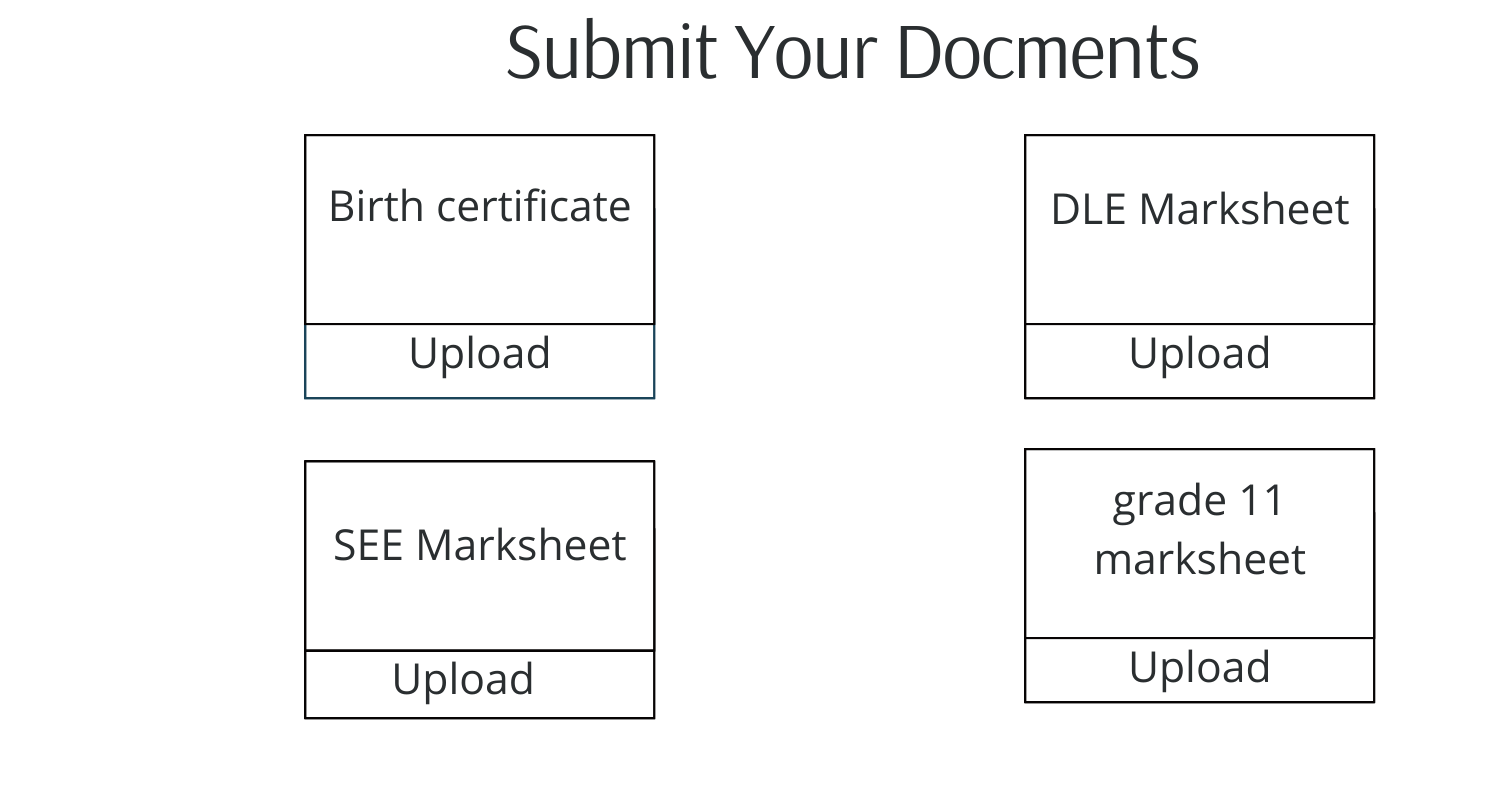 Submit Your Docments
Birth certificate
Upload
DLE Marksheet
Upload
SEE Marksheet
Upload
grade 11
marksheet
Upload